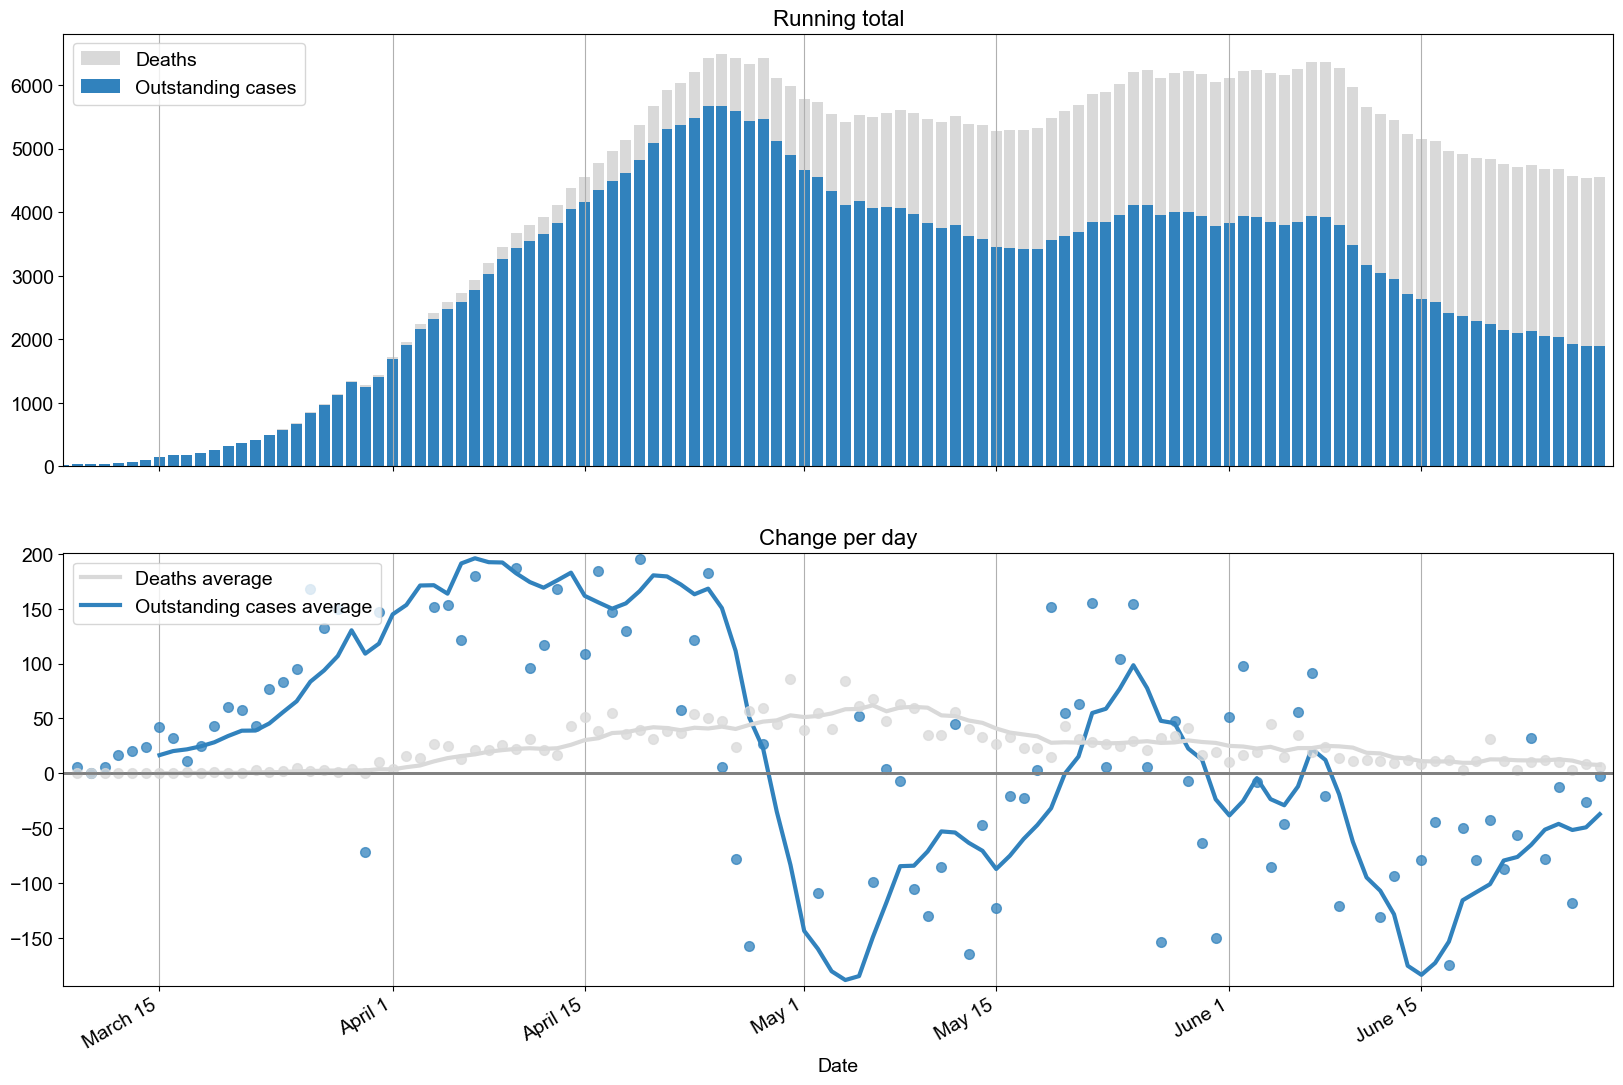 Running total
Deaths
Outstanding cases
6000
5000
4000
3000
2000
1000
0
Change per day
Deaths average
Outstanding cases average
200
150
100
50
0
−50
−100
−150
March 15
April 1
April 15
May 1
May 15
June 1
June 15
Date